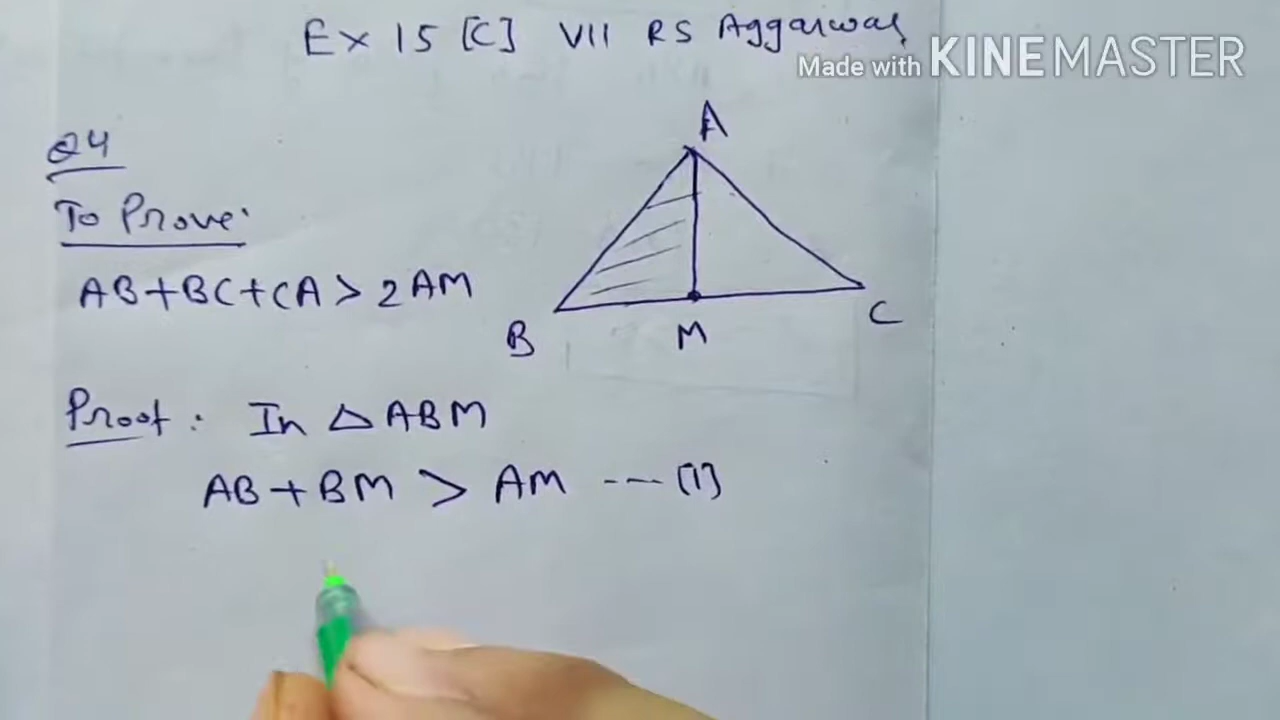 Ex 15 [C] VII RS Aggarwal
Made with KINEMASTER
Q4
To Prove:
AB+BC+CA > 2AM
A
B
M
C
Proof : In △ABM
AB + BM > AM --- (1)